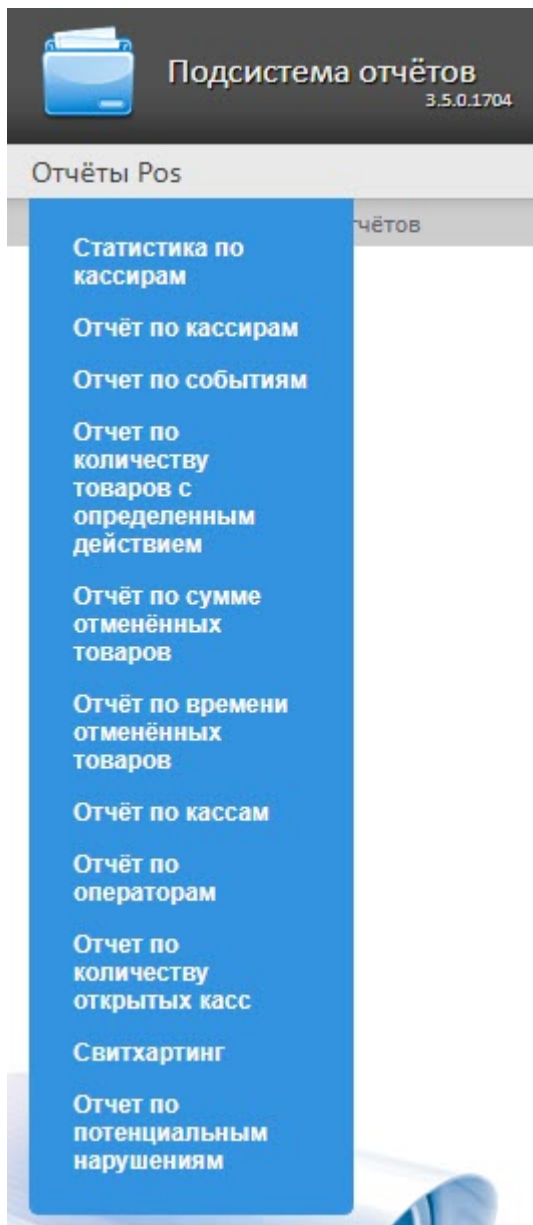 Подсистема отчётов
3.5.0.1704
Отчёты Pos
тчётов
Статистика по
кассирам
Отчёт по кассирам
Отчет по событиям
Отчет по
количеству
товаров с
определенным
действием
Отчёт по сумме
отменённых
товаров
Отчёт по времени
отменённых
товаров
Отчёт по кассам
Отчёт по
операторам
Отчет по
количеству
открытых касс
Свитхартинг
Отчет по
потенциальным
нарушениям